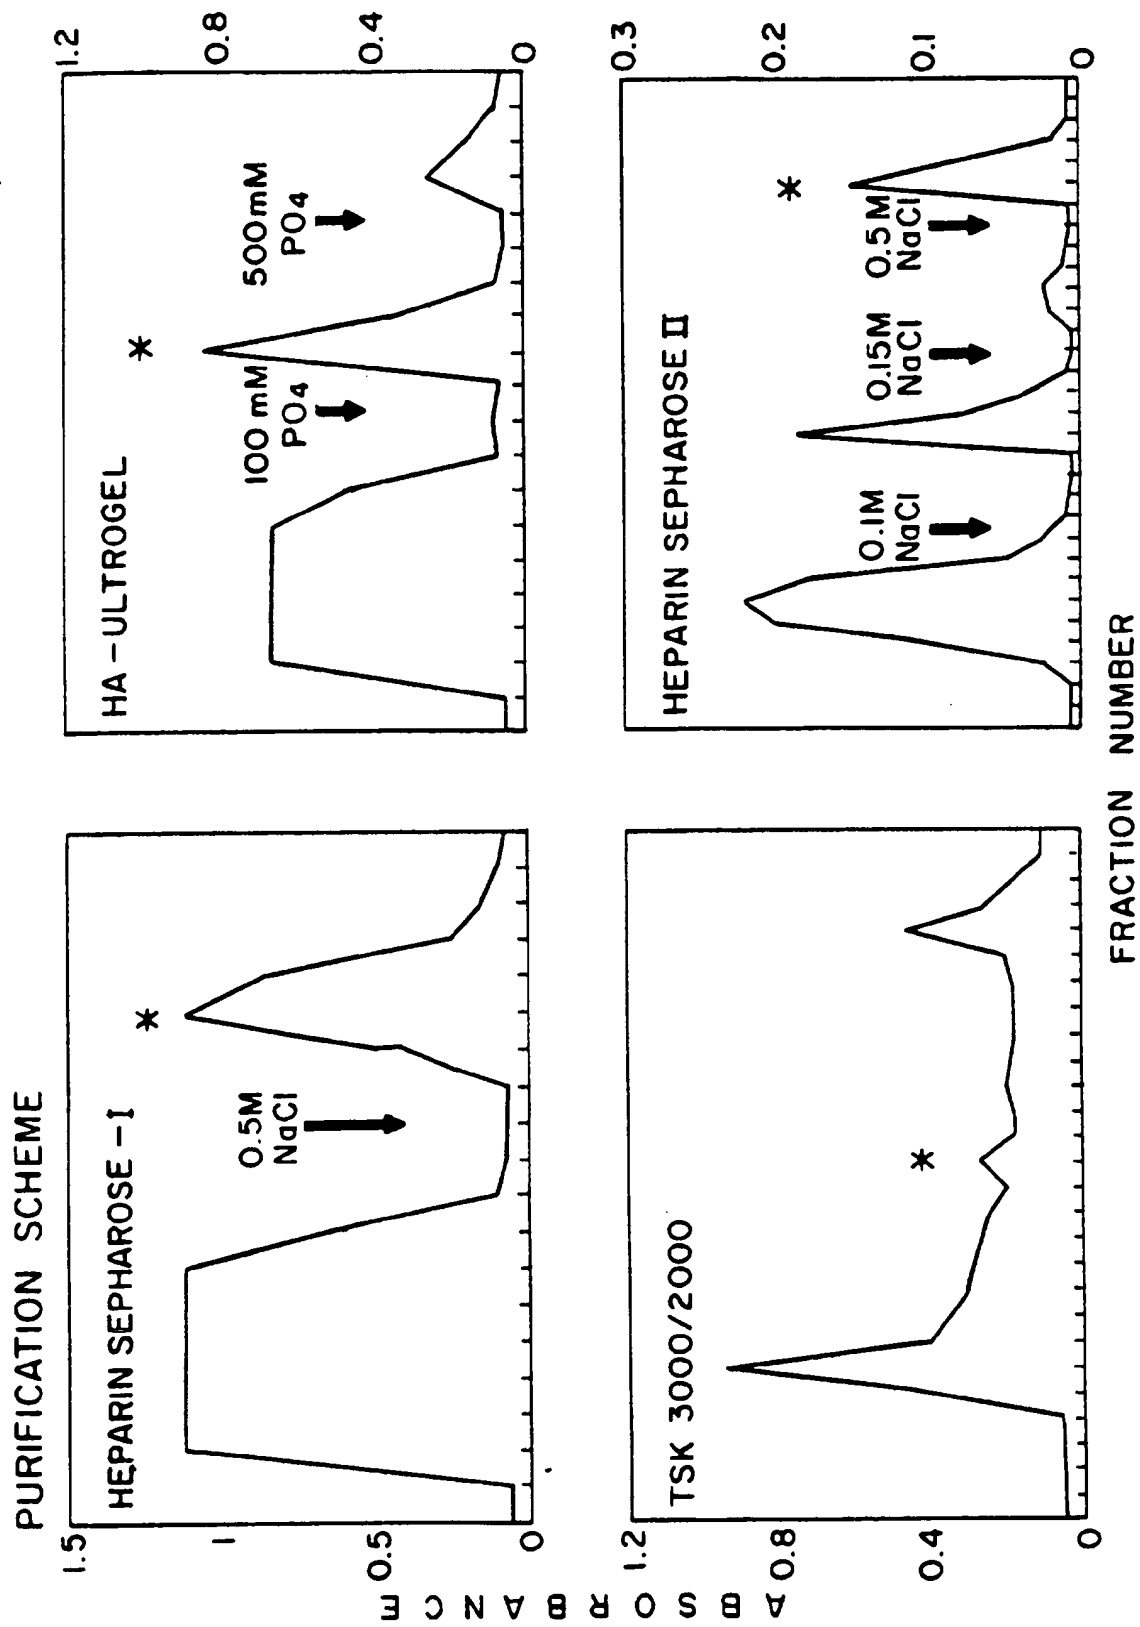 PURIFICATION SCHEME
HEPARIN SEPHAROSE - I
1.5
1
0.5
0
0.5M
NaCl
*
HA - ULTROGEL
1.2
0.8
0.4
0
100 mM
PO4
*
500mM
PO4
TSK 3000/2000
1.2
0.8
0.4
0
*
HEPARIN SEPHAROSE II
0.3
0.2
0.1
0
0.1M
NaCl
0.15M
NaCl
0.5M
NaCl
*
ABSORBANCE
FRACTION NUMBER